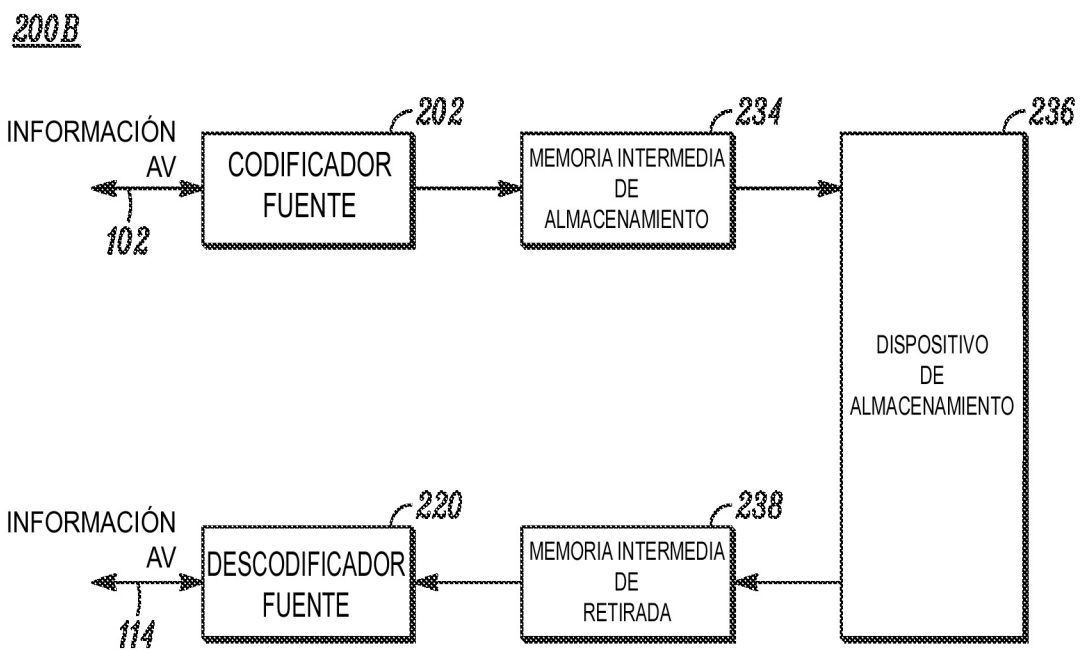 200B
INFORMACIÓN
AV
102
202
CODIFICADOR
FUENTE
234
MEMORIA INTERMEDIA
DE
ALMACENAMIENTO
236
DISPOSITIVO
DE
ALMACENAMIENTO
INFORMACIÓN
AV
114
220
DESCODIFICADOR
FUENTE
238
MEMORIA INTERMEDIA
DE
RETIRADA